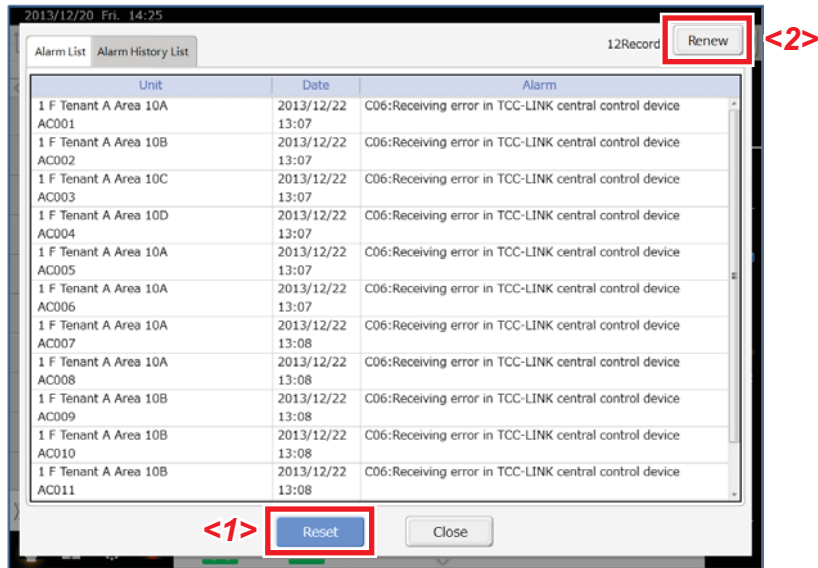 2013/12/20 Fri. 14:25
Alarm List Alarm History List 12Record Renew <2>
Unit Date Alarm
1 F Tenant A Area 10A 2013/12/22 C06:Receiving error in TCC-LINK central control device
AC001 13:07
1 F Tenant A Area 10B 2013/12/22 C06:Receiving error in TCC-LINK central control device
AC002 13:07
1 F Tenant A Area 10C 2013/12/22 C06:Receiving error in TCC-LINK central control device
AC003 13:07
1 F Tenant A Area 10D 2013/12/22 C06:Receiving error in TCC-LINK central control device
AC004 13:07
1 F Tenant A Area 10A 2013/12/22 C06:Receiving error in TCC-LINK central control device
AC005 13:07
1 F Tenant A Area 10A 2013/12/22 C06:Receiving error in TCC-LINK central control device
AC006 13:07
1 F Tenant A Area 10A 2013/12/22 C06:Receiving error in TCC-LINK central control device
AC007 13:08
1 F Tenant A Area 10A 2013/12/22 C06:Receiving error in TCC-LINK central control device
AC008 13:08
1 F Tenant A Area 10B 2013/12/22 C06:Receiving error in TCC-LINK central control device
AC009 13:08
1 F Tenant A Area 10B 2013/12/22 C06:Receiving error in TCC-LINK central control device
AC010 13:08
1 F Tenant A Area 10B 2013/12/22 C06:Receiving error in TCC-LINK central control device
AC011 13:08
<1> Reset Close